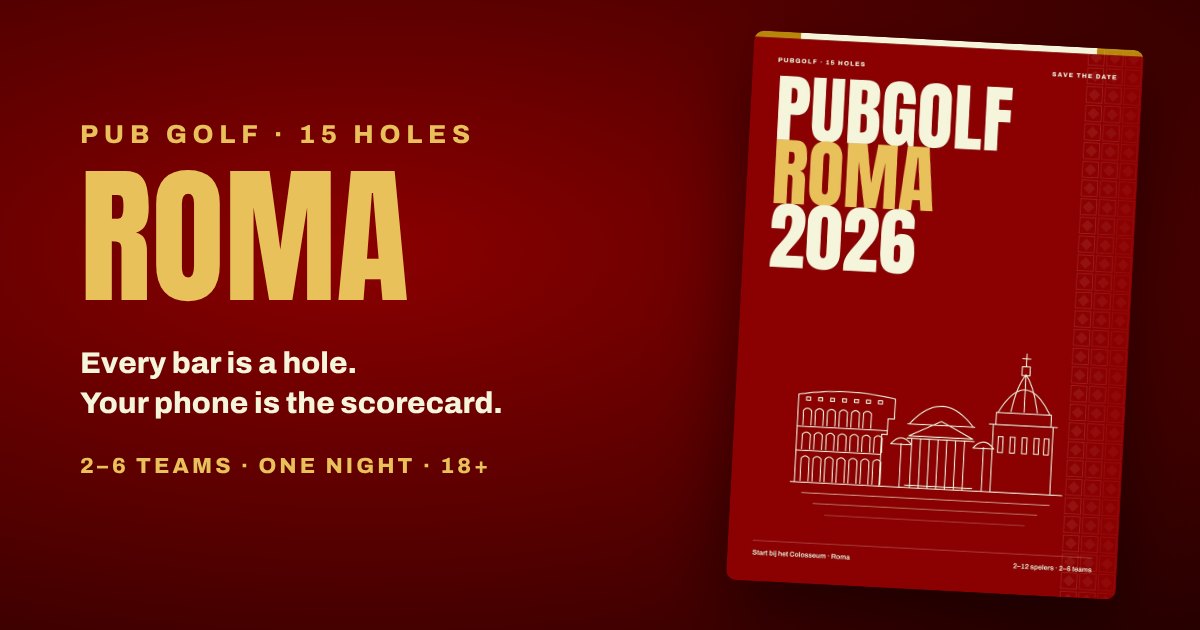 PUB GOLF · 15 HOLES
ROMA
Every bar is a hole.
Your phone is the scorecard.
2–6 TEAMS · ONE NIGHT · 18+
PUBGOLF · 15 HOLES
SAVE THE DATE
PUBGOLF
ROMA
2026
Start bij het Colosseum · Roma
2–12 spelers · 2–6 teams